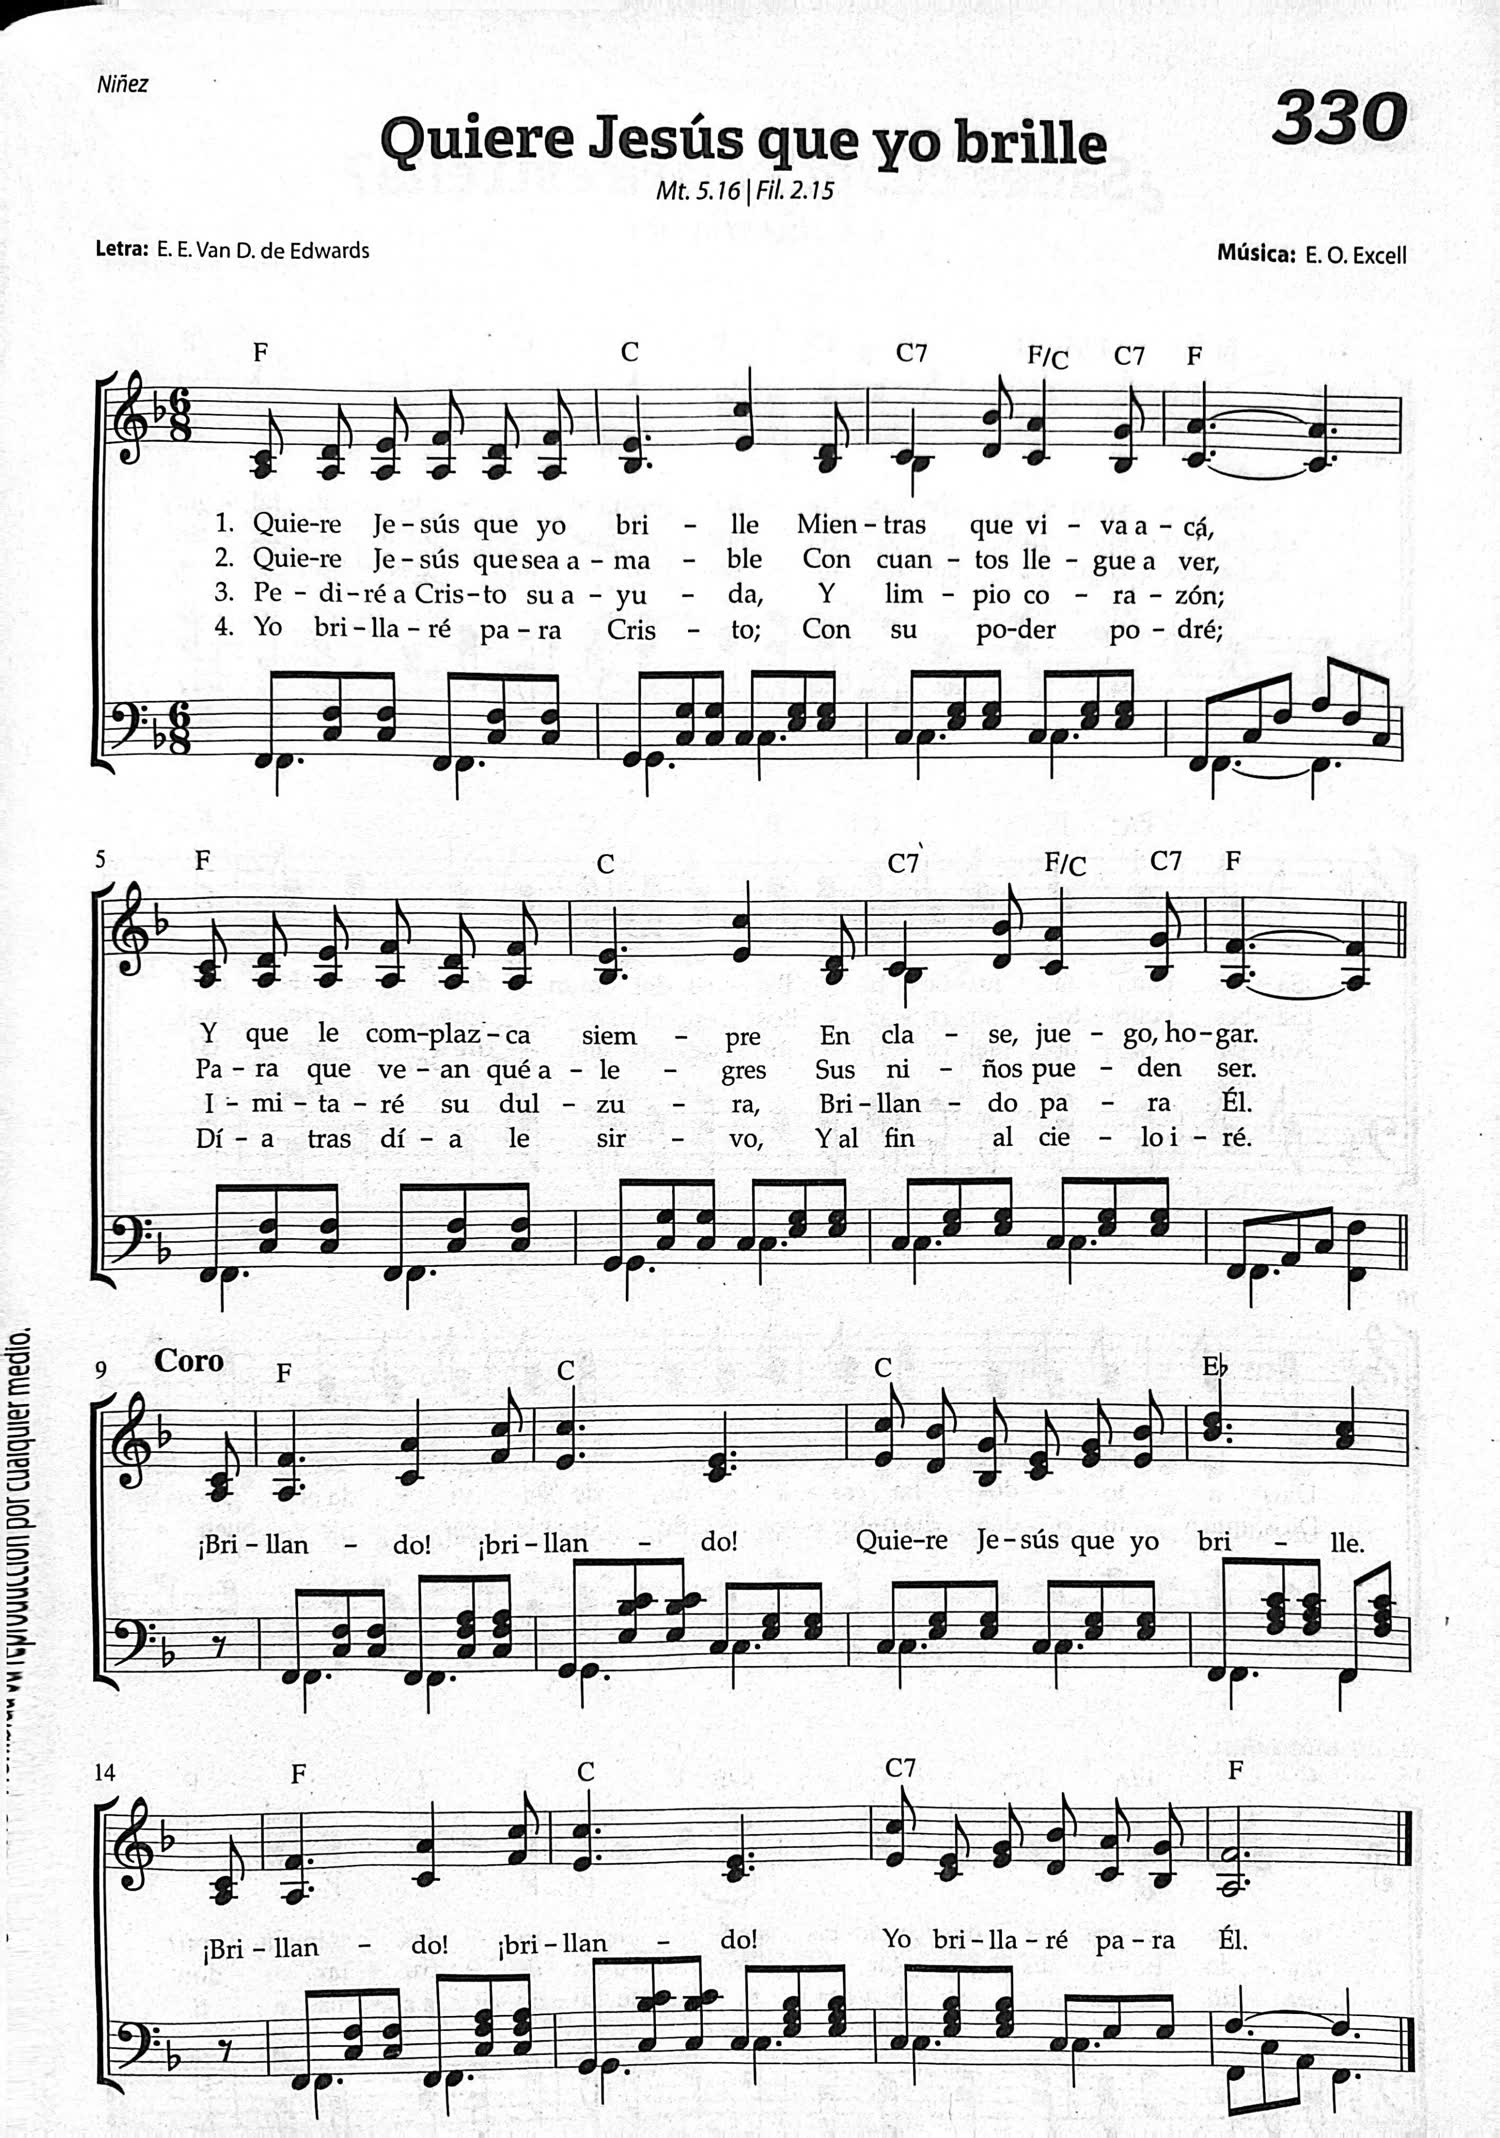 Niñez
330
Quiere Jesús que yo brille
Mt. 5.16 | Fil. 2.15
Letra: E. E. Van D. de Edwards
Música: E. O. Excell
F C C7 F/C C7 F
6 8
1. Quie-re Je-sús que yo bri - lle Mien-tras que vi - va a - cá,
2. Quie-re Je-sús que sea a - ma - ble Con cuan - tos lle - gue a ver,
3. Pe - di-ré a Cris-to su a - yu - da, Y lim - pio co - ra - zón;
4. Yo bri-lla-ré pa-ra Cris - to; Con su po-der po - dré;
6 8
5 F C C7 F/C C7 F
Y que le com-plaz-ca siem - pre En cla - se, jue - go, ho-gar.
Pa - ra que ve - an qué a - le - gres Sus ni - ños pue - den ser.
I - mi - ta - ré su dul - zu - ra, Bri-llan - do pa - ra Él.
Dí - a tras dí - a le sir - vo, Y al fin al cie - lo i - ré.
9 Coro F C C E♭
¡Bri-llan - do! ¡bri-llan - do! Quie-re Je-sús que yo bri - lle.
14 F C C7 F
¡Bri-llan - do! ¡bri-llan - do! Yo bri-lla-ré pa-ra Él.
reproducción por cualquier medio.